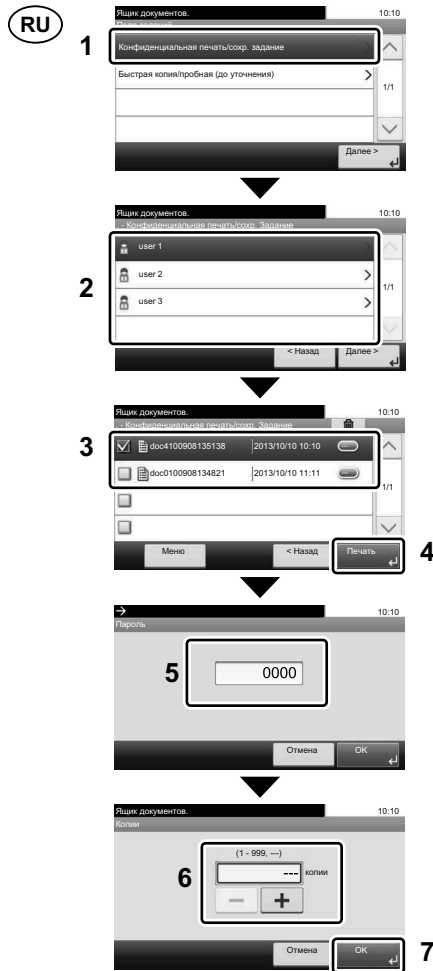 RU
Ящик документов. 10:10
Поле заданий.
1 Конфиденциальная печать/сохр. задание
Быстрая копия/пробная (до уточнения)
1/1
Далее >
Ящик документов. 10:10
- Конфиденциальная печать/сохр. Задание
2
user 1
user 2
user 3
1/1
< Назад Далее >
Ящик документов. 10:10
- Конфиденциальная печать/сохр. Задание
3 doc4100908135138 2013/10/10 10:10
doc0100908134821 2013/10/10 11:11
1/1
Меню < Назад Печать 4
10:10
Пароль
5 0000
Отмена OK
Ящик документов. 10:10
Копии
(1 - 999, ---)
6 --- копии
Отмена OK 7